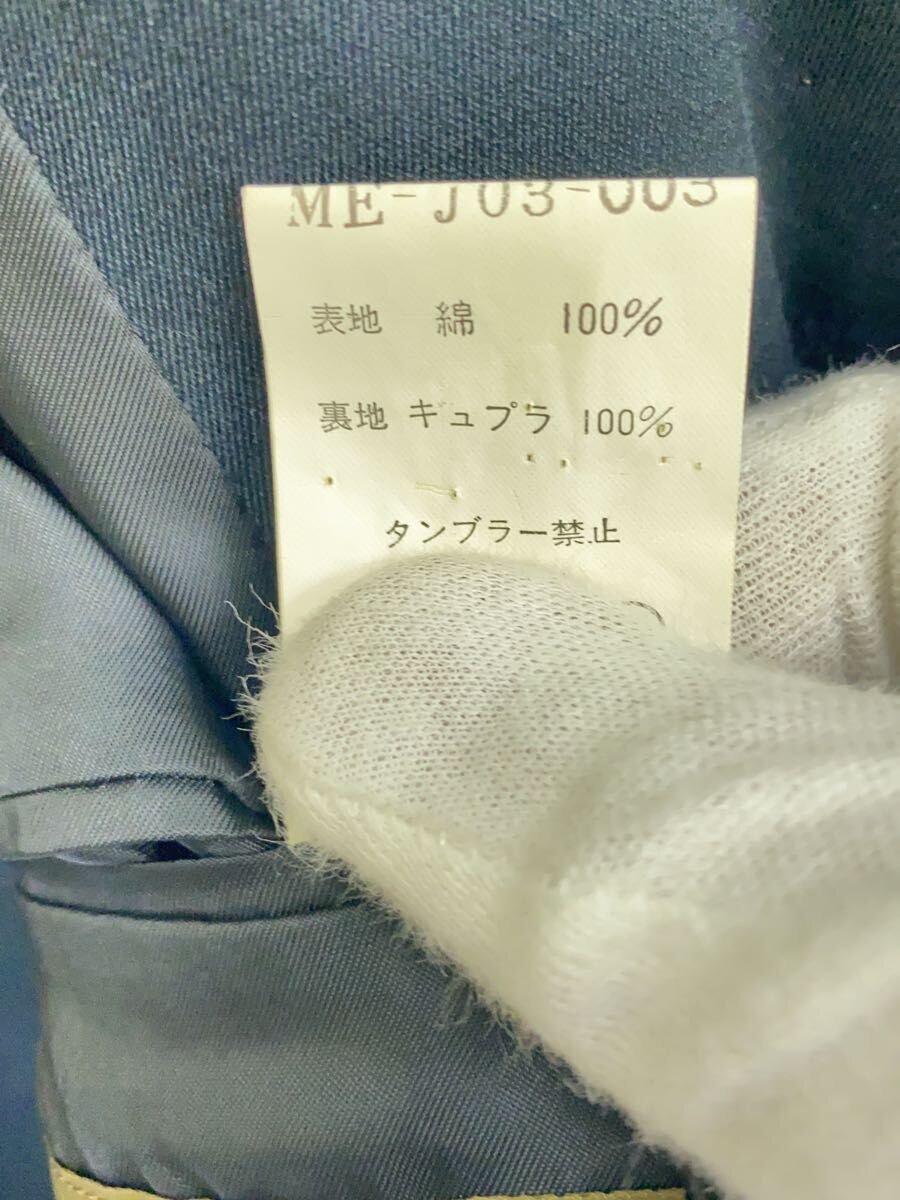 ME-J03-003
表地 綿 100%
裏地 キュプラ 100%
タンブラー禁止